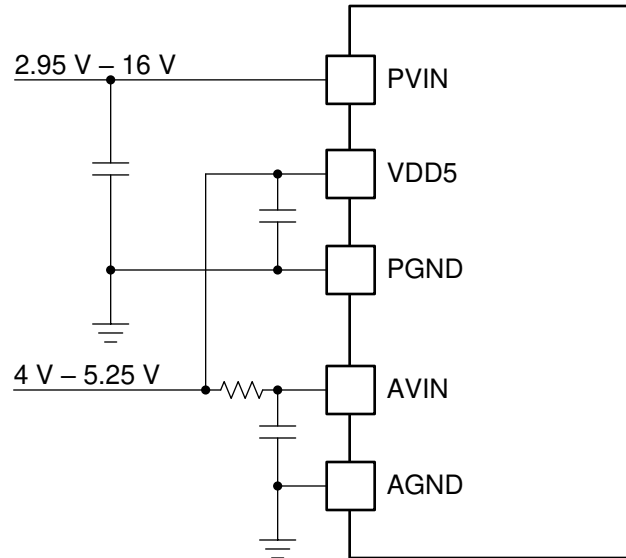 2.95 V – 16 V
PVIN
VDD5
PGND
4 V – 5.25 V
AVIN
AGND